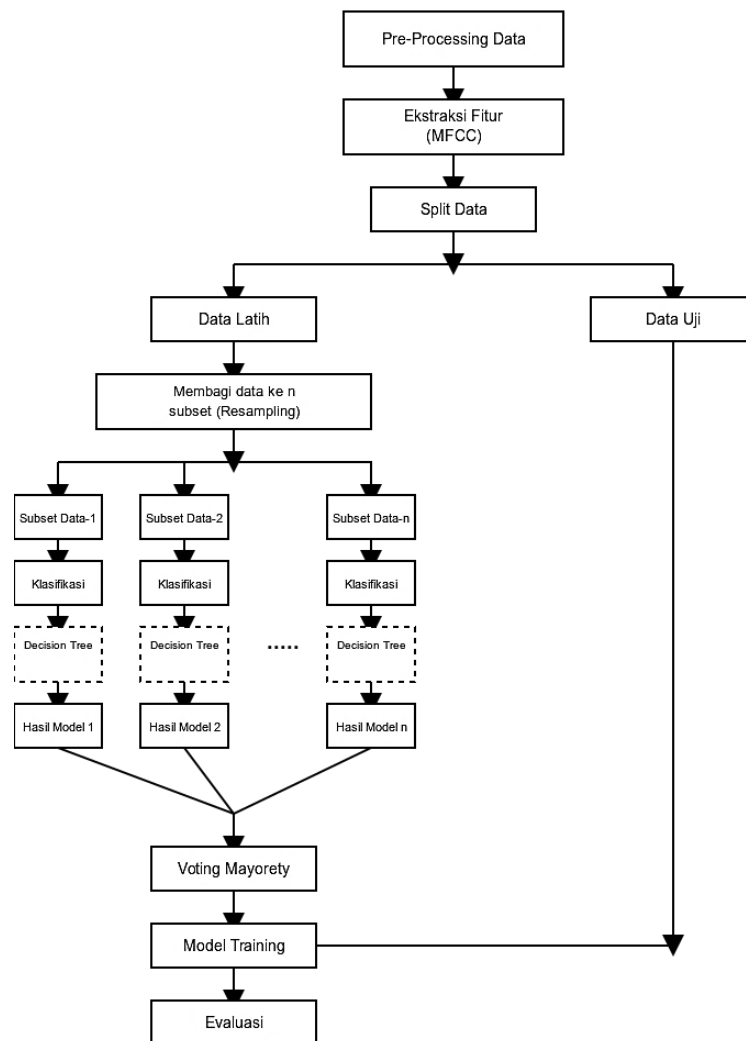 Pre-Processing Data
Ekstraksi Fitur
(MFCC)
Split Data
Data Latih
Data Uji
Membagi data ke n
subset (Resampling)
Subset Data-1
Subset Data-2
Subset Data-n
Klasifikasi
Klasifikasi
Klasifikasi
Decision Tree
Decision Tree
.....
Decision Tree
Hasil Model 1
Hasil Model 2
Hasil Model n
Voting Mayorety
Model Training
Evaluasi